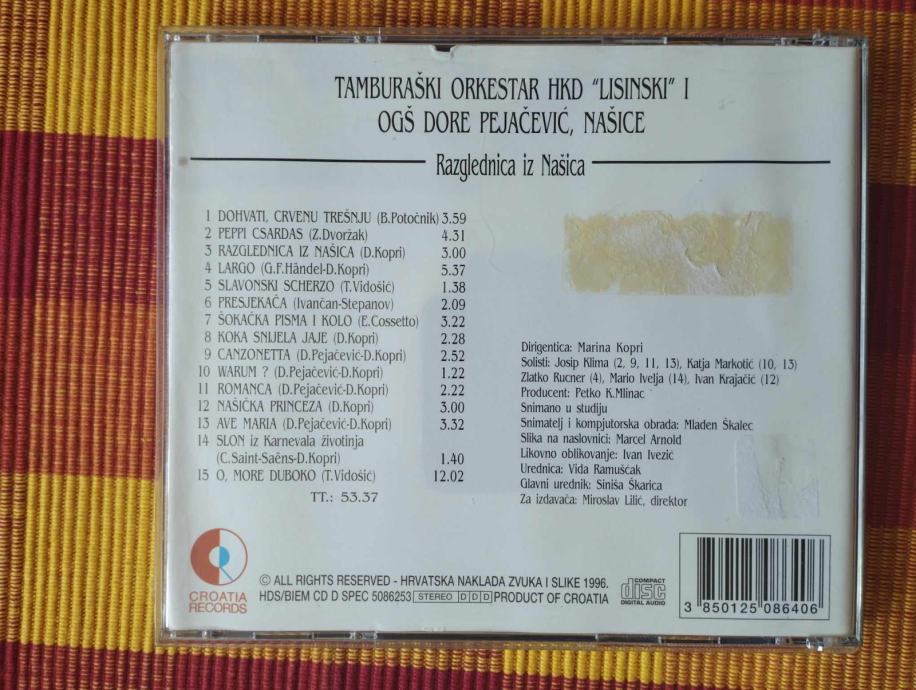 TAMBURAŠKI ORKESTAR HKD "LISINSKI" I
OGŠ DORE PEJAČEVIĆ, NAŠICE
Razglednica iz Našica
1 DOHVATI, CRVENU TREŠNJU (B.Potočnik) 3.59
2 PEPPI CSARDAS (Z.Dvoržak) 4.31
3 RAZGLEDNICA IZ NAŠICA (D.Kopri) 3.00
4 LARGO (G.F.Händel-D.Kopri) 5.37
5 SLAVONSKI SCHERZO (T.Vidošić) 1.38
6 PRESJEKAČA (Ivančan-Stepanov) 2.09
7 ŠOKAČKA PISMA I KOLO (E.Cossetto) 3.22
8 KOKA SNIJELA JAJE (D.Kopri) 2.28
9 CANZONETTA (D.Pejačević-D.Kopri) 2.52
10 WARUM ? (D.Pejačević-D.Kopri) 1.22
11 ROMANCA (D.Pejačević-D.Kopri) 2.22
12 NAŠIČKA PRINCEZA (D.Kopri) 3.00
13 AVE MARIA (D.Pejačević-D.Kopri) 3.32
14 SLON iz Karnevala životinja
(C.Saint-Saëns-D.Kopri) 1.40
15 O, MORE DUBOKO (T.Vidošić) 12.02
TT.: 53.37
Dirigentica: Marina Kopri
Solisti: Josip Klima (2, 9, 11, 13), Katja Markotić (10, 13)
Zlatko Rucner (4), Mario Ivelja (14), Ivan Krajačić (12)
Producent: Petko K.Mlinac
Snimano u studiju
Snimatelj i kompjutorska obrada: Mladen Škalec
Slika na naslovnici: Marcel Arnold
Likovno oblikovanje: Ivan Ivezić
Urednica: Vida Ramušćak
Glavni urednik: Siniša Škarica
Za izdavača: Miroslav Lilić, direktor
CROATIA
RECORDS
© ALL RIGHTS RESERVED - HRVATSKA NAKLADA ZVUKA I SLIKE 1996.
HDS/BIEM CD D SPEC 5086253 STEREO DDD PRODUCT OF CROATIA
COMPACT
disc
DIGITAL AUDIO
3 850125 086406